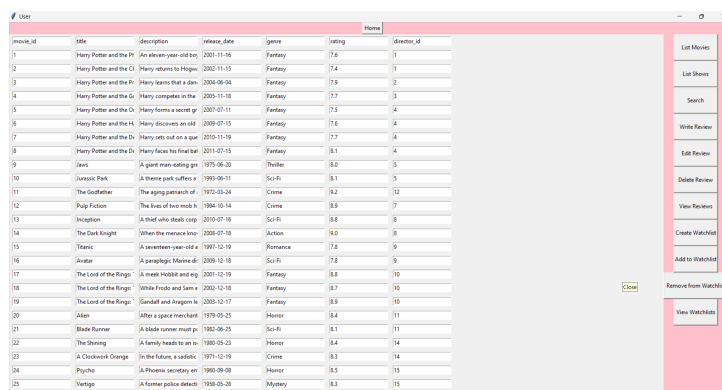 User
Home
movie_id title description release_date genre rating director_id
1 Harry Potter and the Ph An eleven-year-old boy 2001-11-16 Fantasy 7.6 1
2 Harry Potter and the Cl Harry returns to Hogwa 2002-11-15 Fantasy 7.4 1
3 Harry Potter and the Pr Harry learns that a dan 2004-06-04 Fantasy 7.9 2
4 Harry Potter and the Go Harry competes in the 2005-11-18 Fantasy 7.7 3
5 Harry Potter and the Or Harry forms a secret gr 2007-07-11 Fantasy 7.5 4
6 Harry Potter and the Ha Harry discovers an old 2009-07-15 Fantasy 7.6 4
7 Harry Potter and the De Harry sets out on a que 2010-11-19 Fantasy 7.7 4
8 Harry Potter and the De Harry faces his final bat 2011-07-15 Fantasy 8.1 4
9 Jaws A giant man-eating gre 1975-06-20 Thriller 8.0 5
10 Jurassic Park A theme park suffers a 1993-06-11 Sci-Fi 8.1 5
11 The Godfather The aging patriarch of 1972-03-24 Crime 9.2 12
12 Pulp Fiction The lives of two mob h 1994-10-14 Crime 8.9 7
13 Inception A thief who steals corp 2010-07-16 Sci-Fi 8.8 8
14 The Dark Knight When the menace knov 2008-07-18 Action 9.0 8
15 Titanic A seventeen-year-old a 1997-12-19 Romance 7.8 9
16 Avatar A paraplegic Marine di 2009-12-18 Sci-Fi 7.8 9
17 The Lord of the Rings: A meek Hobbit and eig 2001-12-19 Fantasy 8.8 10
18 The Lord of the Rings: While Frodo and Sam e 2002-12-18 Fantasy 8.7 10
19 The Lord of the Rings: Gandalf and Aragorn le 2003-12-17 Fantasy 8.9 10
20 Alien After a space merchant 1979-05-25 Horror 8.4 11
21 Blade Runner A blade runner must pu 1982-06-25 Sci-Fi 8.1 11
22 The Shining A family heads to an is 1980-05-23 Horror 8.4 14
23 A Clockwork Orange In the future, a sadistic 1971-12-19 Crime 8.3 14
24 Psycho A Phoenix secretary em 1960-09-08 Horror 8.5 15
25 Vertigo A former police detecti 1958-05-28 Mystery 8.3 15
List Movies
List Shows
Search
Write Review
Edit Review
Delete Review
View Reviews
Create Watchlist
Add to Watchlist
Close
Remove from Watchlis
View Watchlists